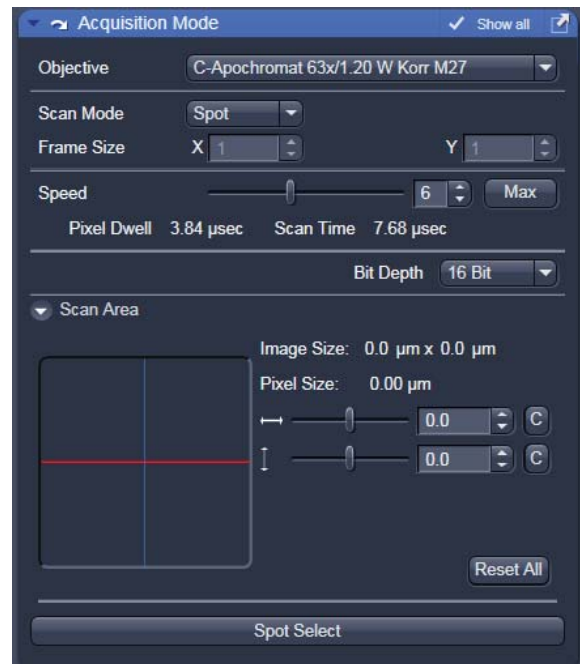 Acquisition Mode Show all
Objective C-Apochromat 63x/1.20 W Korr M27
Scan Mode Spot
Frame Size X 1 Y 1
Speed 6 Max
Pixel Dwell 3.84 µsec Scan Time 7.68 µsec
Bit Depth 16 Bit
Scan Area
Image Size: 0.0 µm x 0.0 µm
Pixel Size: 0.00 µm
0.0 C
0.0 C
Reset All
Spot Select